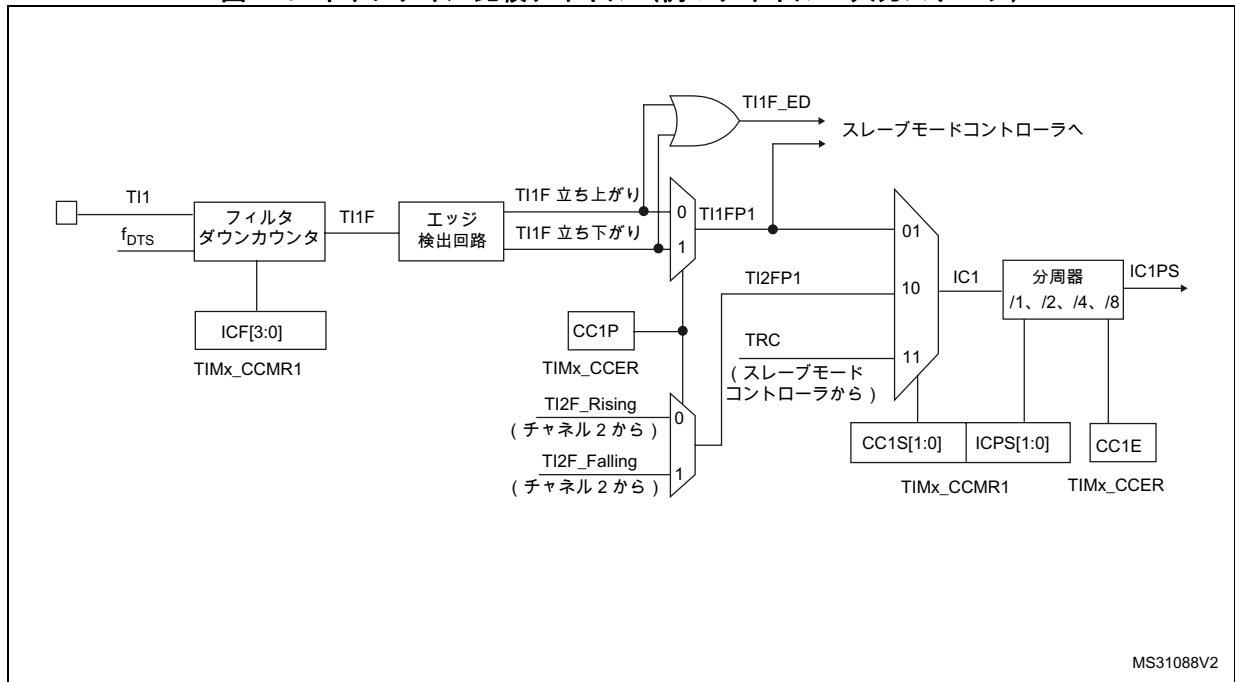 TI1F_ED
スレーブモードコントローラへ
TI1
fDTS
フィルタ
ダウンカウンタ
TI1F
エッジ
検出回路
TI1F 立ち上がり
TI1F 立ち下がり
0
1
TI1FP1
01
TI2FP1
10
IC1
分周器
/1、/2、/4、/8
IC1PS
ICF[3:0]
TIMx_CCMR1
CC1P
TIMx_CCER
TRC
11
(スレーブモード
コントローラから)
TI2F_Rising
(チャネル 2 から)
0
TI2F_Falling
(チャネル 2 から)
1
CC1S[1:0]
ICPS[1:0]
CC1E
TIMx_CCMR1
TIMx_CCER
MS31088V2